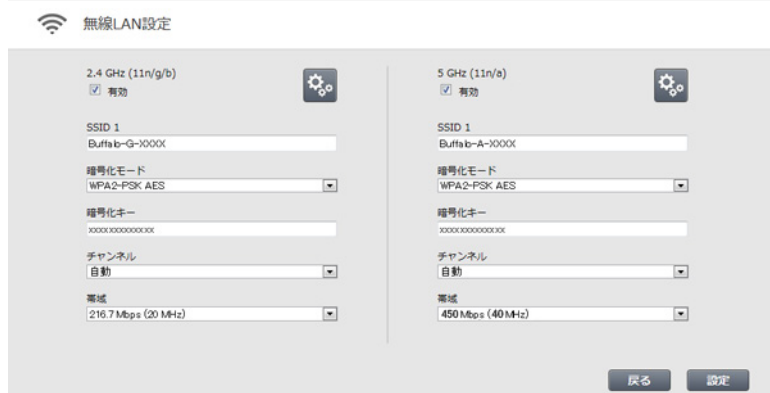 無線LAN設定
2.4 GHz (11n/g/b)
有効
SSID 1
Buffalo-G-XXXX
暗号化モード
WPA2-PSK AES
暗号化キー
xxxxxxxxxxxxx
チャンネル
自動
帯域
216.7 Mbps (20 MHz)
5 GHz (11n/a)
有効
SSID 1
Buffalo-A-XXXX
暗号化モード
WPA2-PSK AES
暗号化キー
xxxxxxxxxxxxx
チャンネル
自動
帯域
450 Mbps (40 MHz)
戻る
設定